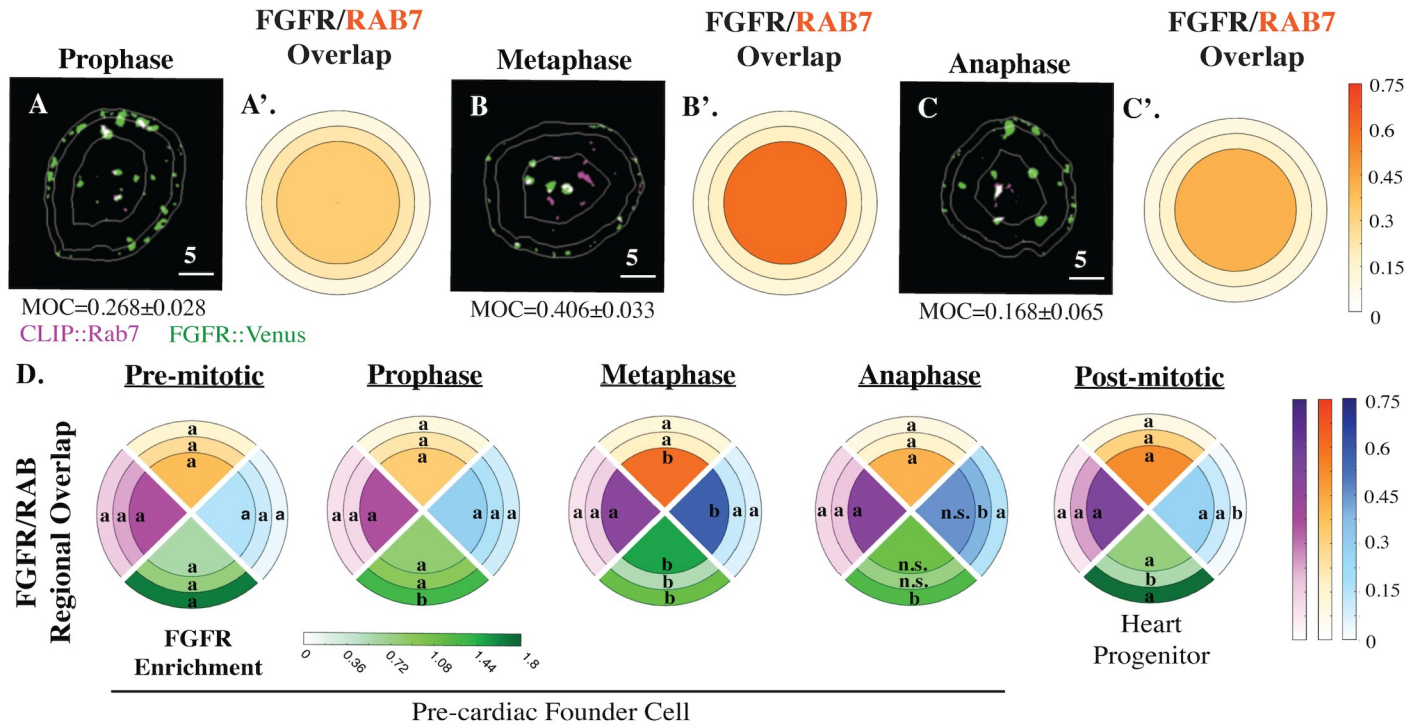 FGFR/RAB7 Overlap
FGFR/RAB7 Overlap
FGFR/RAB7 Overlap
Prophase
Metaphase
Anaphase
A
A'.
B
B'.
C
C'.
5
5
5
0.75
0.6
0.45
0.3
0.15
0
MOC=0.268±0.028
MOC=0.406±0.033
MOC=0.168±0.065
CLIP::Rab7 FGFR::Venus
D.
Pre-mitotic
Prophase
Metaphase
Anaphase
Post-mitotic
FGFR/RAB
Regional Overlap
a
a
a
a a a
a a a
a
a
a
a
a
a
a a a
a a a
a
a
b
a
a
b
a a a
b a a
b
b
b
a
a
a
a a a
n.s. b a
n.s.
n.s.
b
a
a
a
a a a
a a b
a
b
a
0.75
0.6
0.45
0.3
0.15
0
FGFR
Enrichment
0 0.36 0.72 1.08 1.44 1.8
Heart
Progenitor
Pre-cardiac Founder Cell